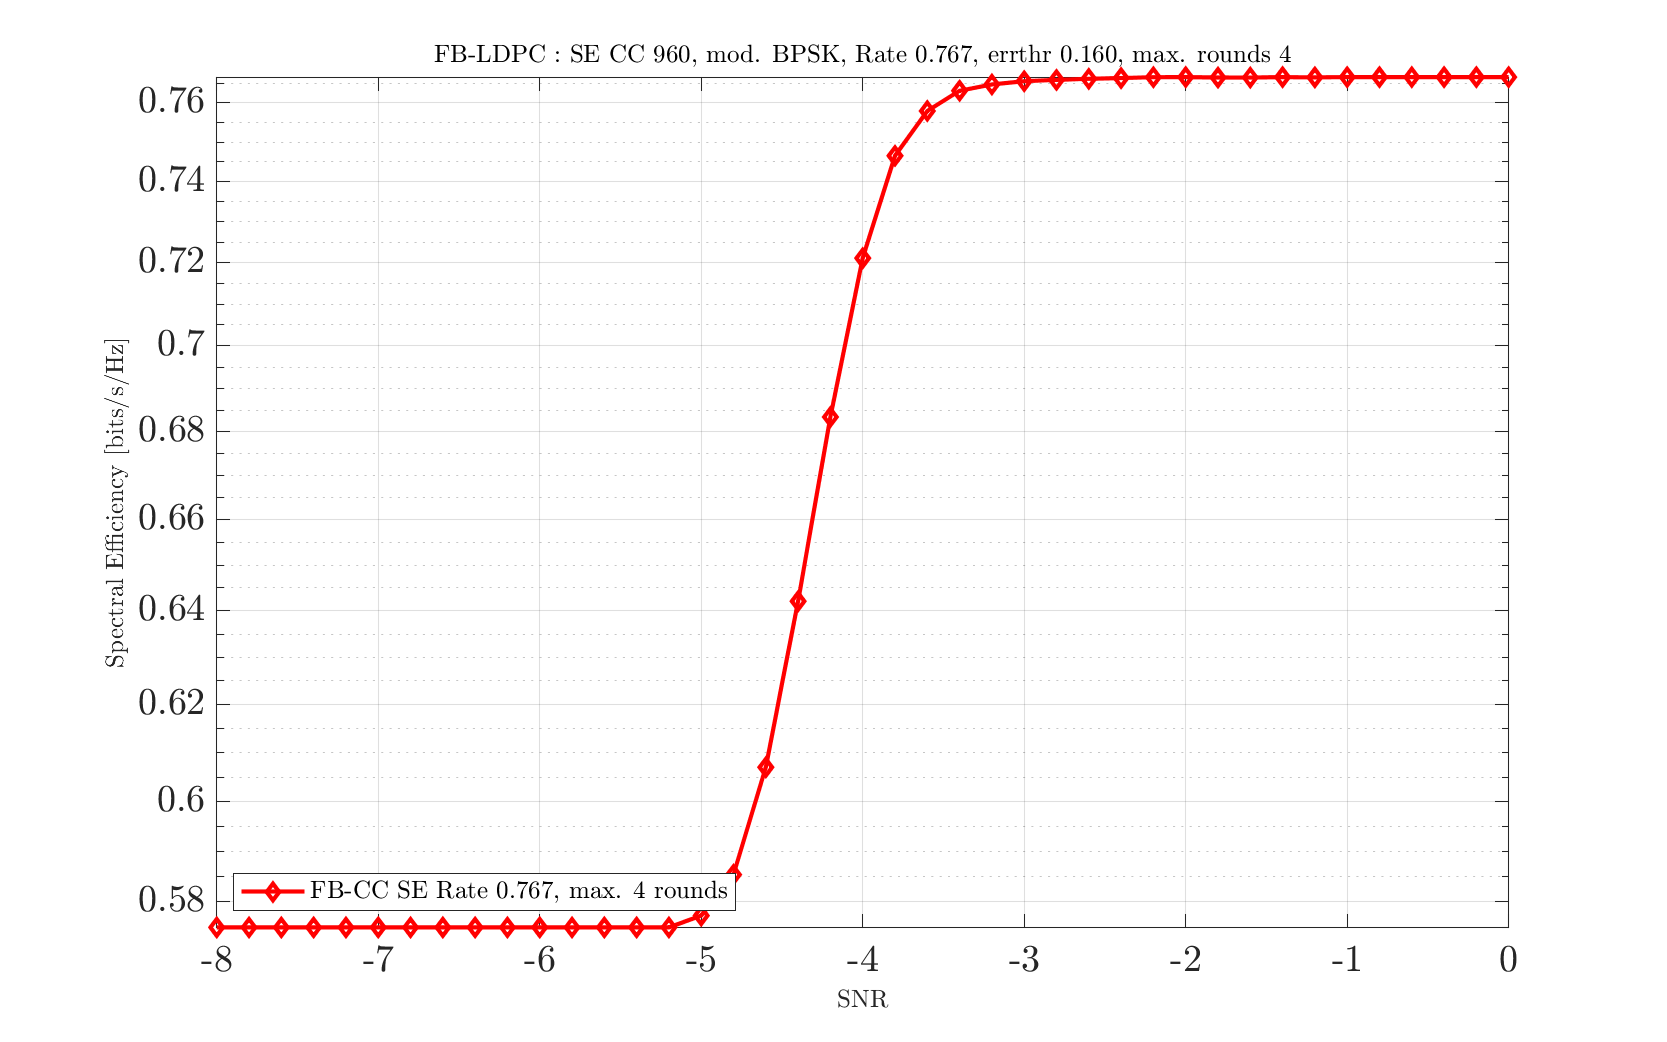 FB-LDPC : SE CC 960, mod. BPSK, Rate 0.767, errthr 0.160, max. rounds 4
Spectral Efficiency [bits/s/Hz]
0.76
0.74
0.72
0.7
0.68
0.66
0.64
0.62
0.6
0.58
FB-CC SE Rate 0.767, max. 4 rounds
-8 -7 -6 -5 -4 -3 -2 -1 0
SNR